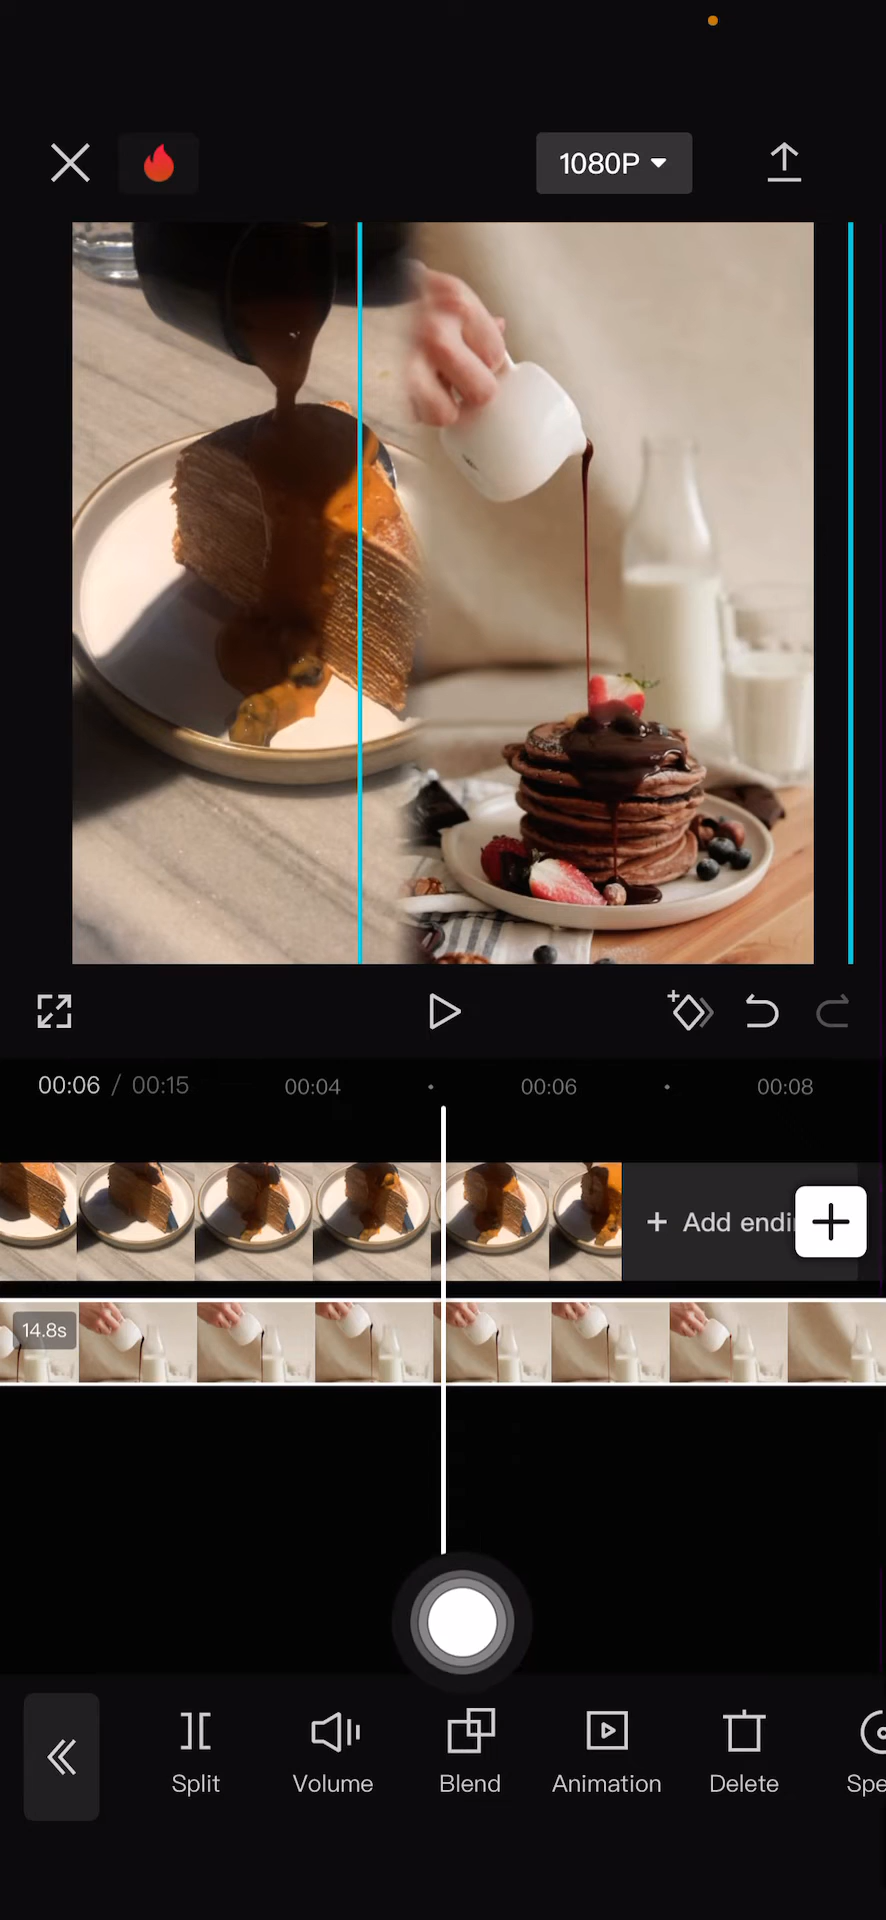 1080P
00:06 / 00:15 00:04 00:06 00:08
+ Add endi
14.8s
Split Volume Blend Animation Delete Spe